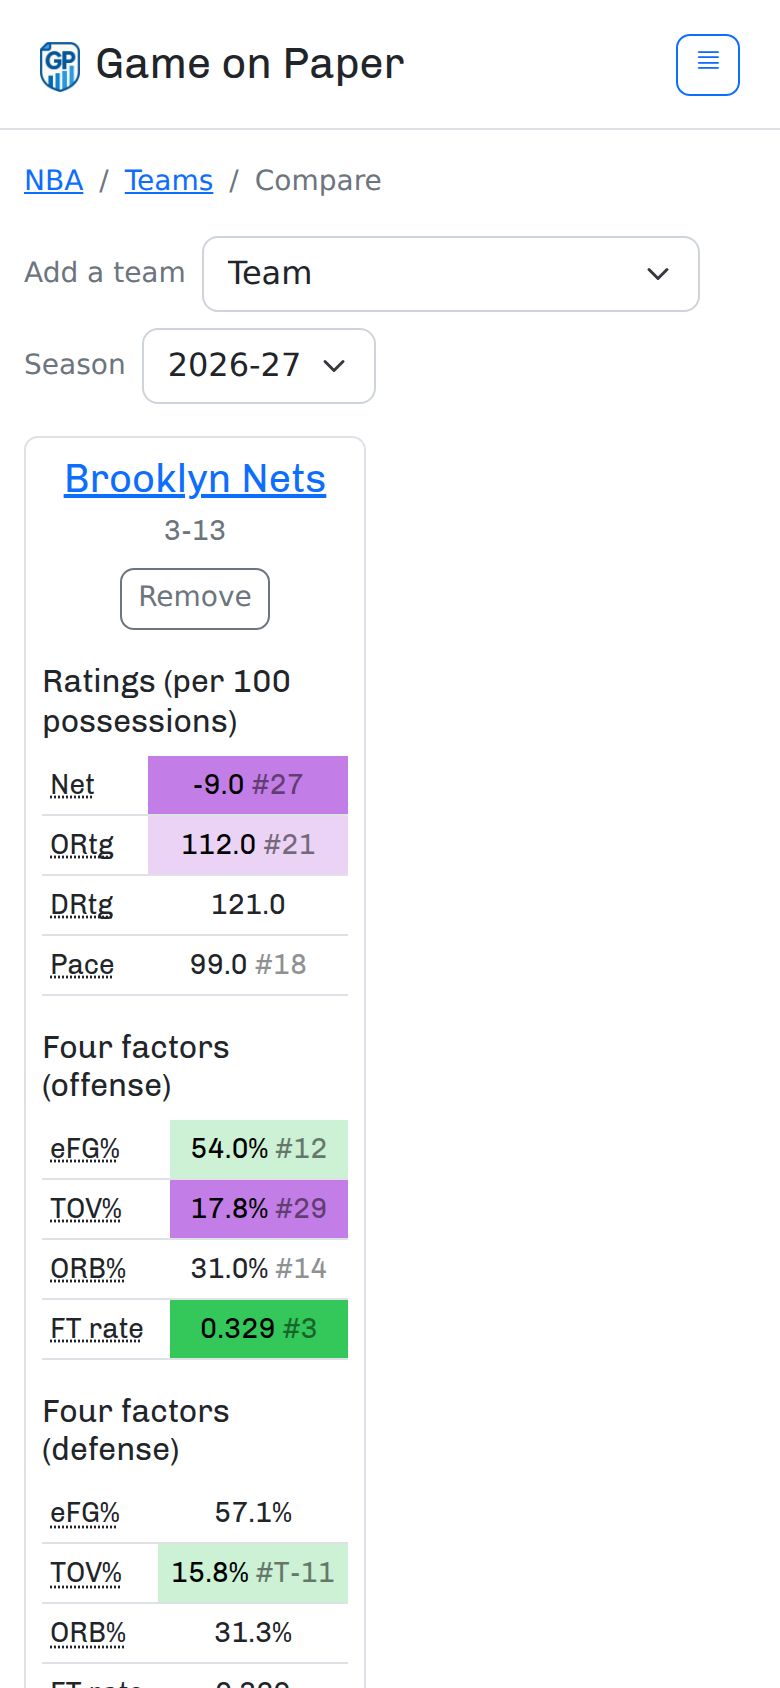 GP Game on Paper
NBA / Teams / Compare
Add a team Team
Season 2026-27
Brooklyn Nets
3-13
Remove
Ratings (per 100
possessions)
Net -9.0 #27
ORtg 112.0 #21
DRtg 121.0
Pace 99.0 #18
Four factors
(offense)
eFG% 54.0% #12
TOV% 17.8% #29
ORB% 31.0% #14
FT rate 0.329 #3
Four factors
(defense)
eFG% 57.1%
TOV% 15.8% #T-11
ORB% 31.3%
FT rate